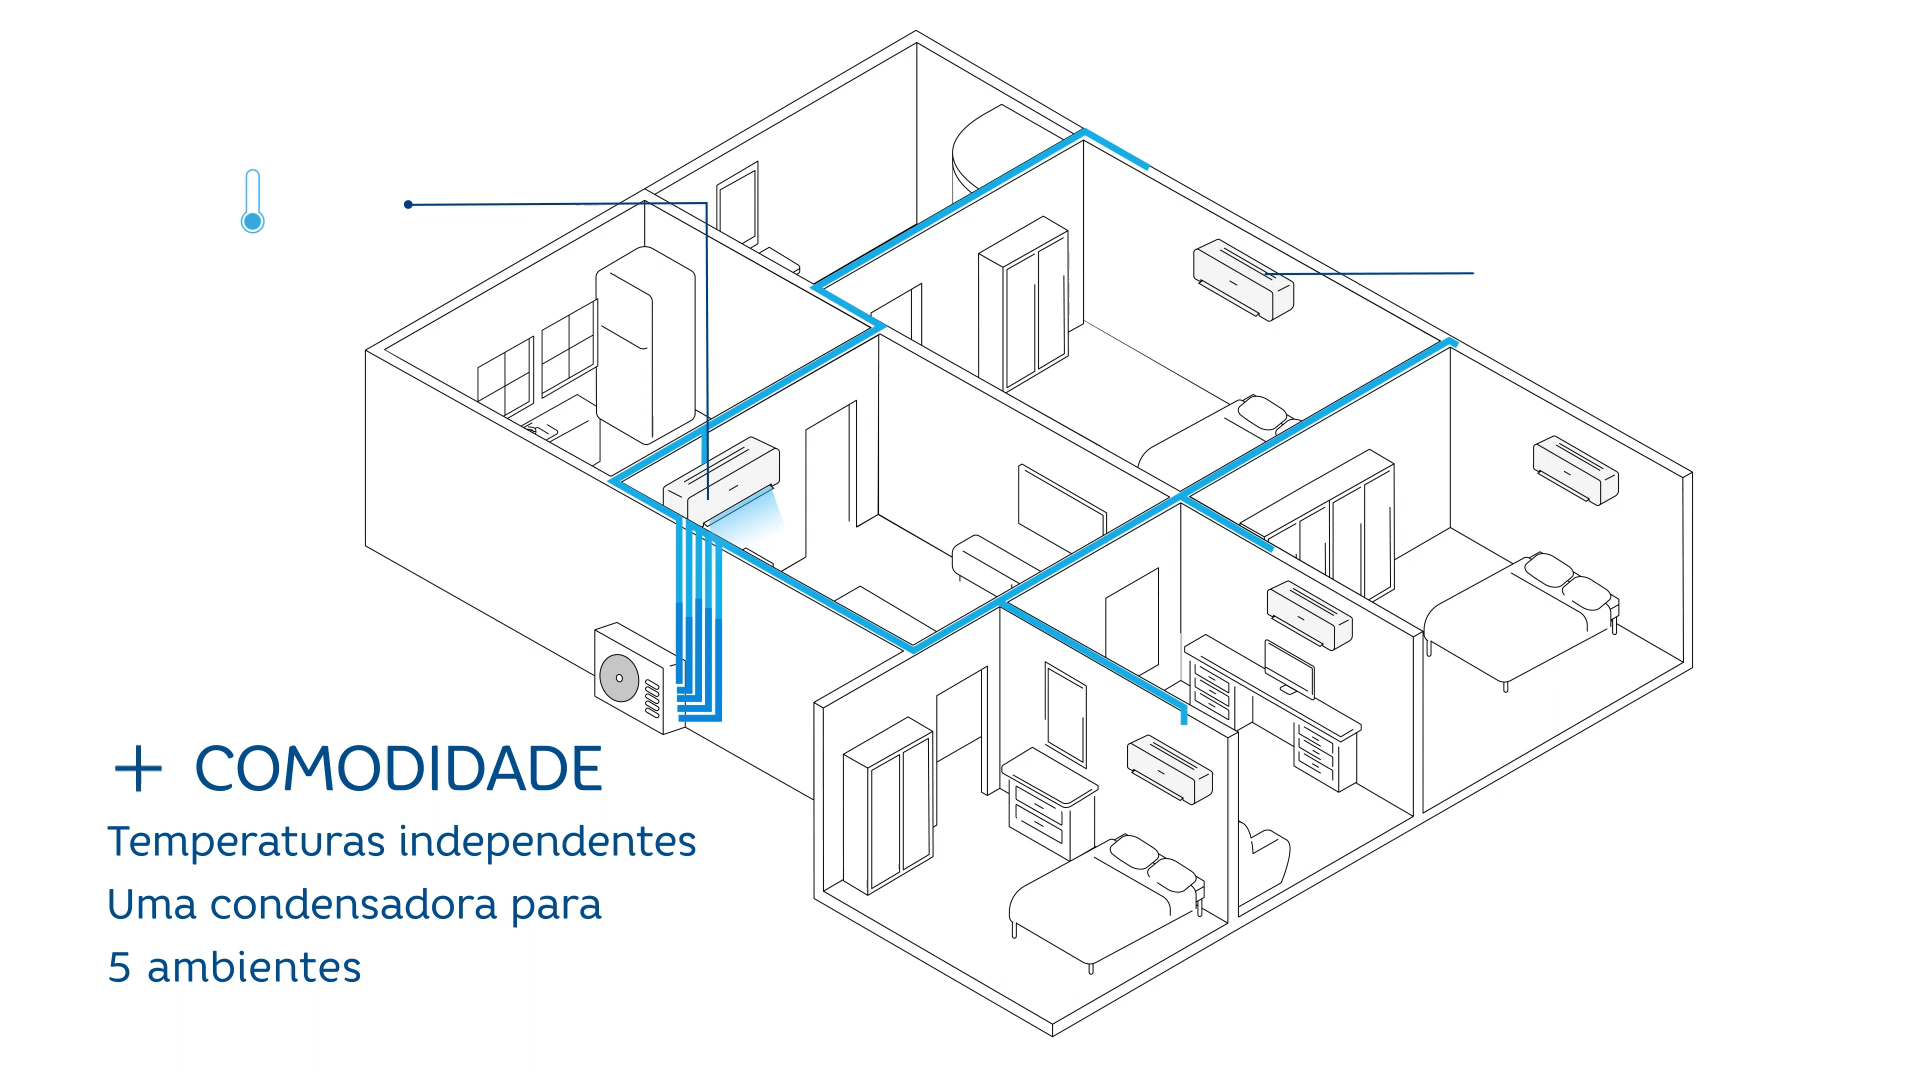 + COMODIDADE
Temperaturas independentes
Uma condensadora para
5 ambientes